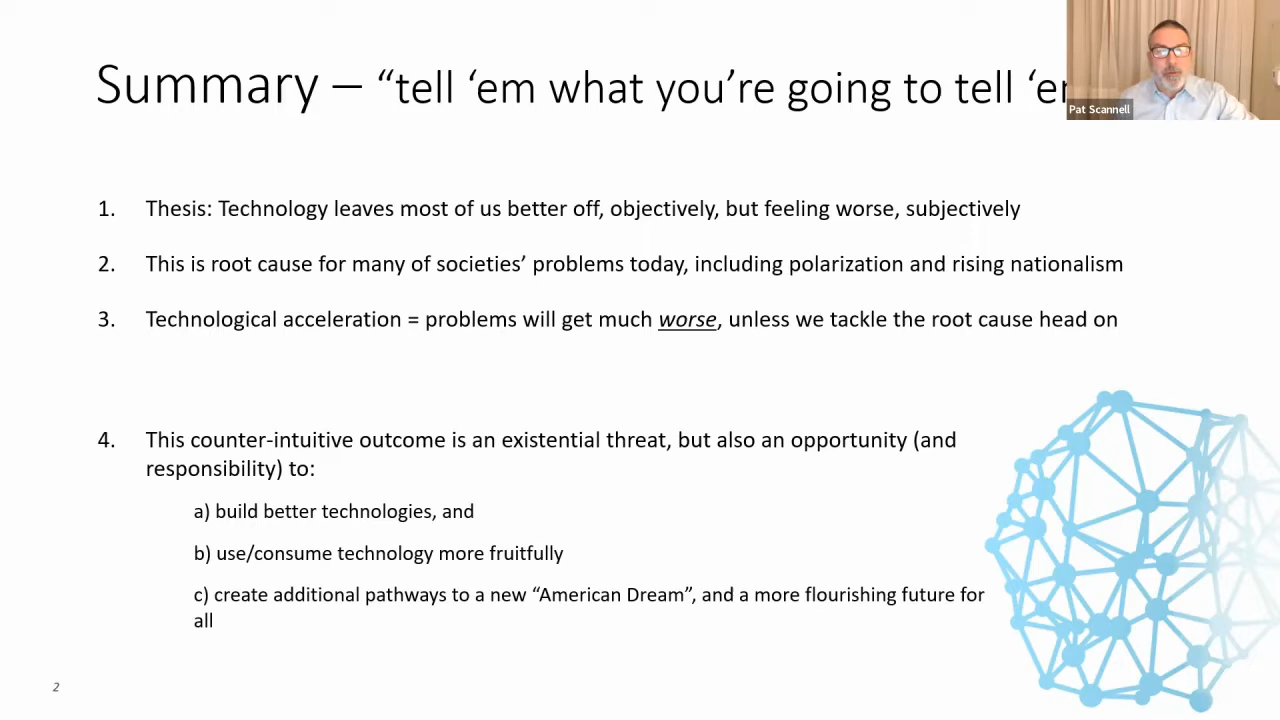 Summary – “tell ‘em what you’re going to tell
Pat Scannell
1. Thesis: Technology leaves most of us better off, objectively, but feeling worse, subjectively
2. This is root cause for many of societies’ problems today, including polarization and rising nationalism
3. Technological acceleration = problems will get much worse, unless we tackle the root cause head on
4. This counter-intuitive outcome is an existential threat, but also an opportunity (and
responsibility) to:
a) build better technologies, and
b) use/consume technology more fruitfully
c) create additional pathways to a new “American Dream”, and a more flourishing future for
all
2